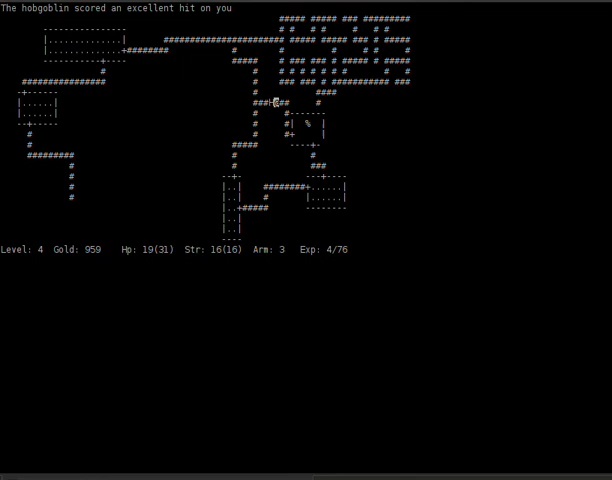 The hobgoblin scored an excellent hit on you
Level: 4 Gold: 959 Hp: 19(31) Str: 16(16) Arm: 3 Exp: 4/76